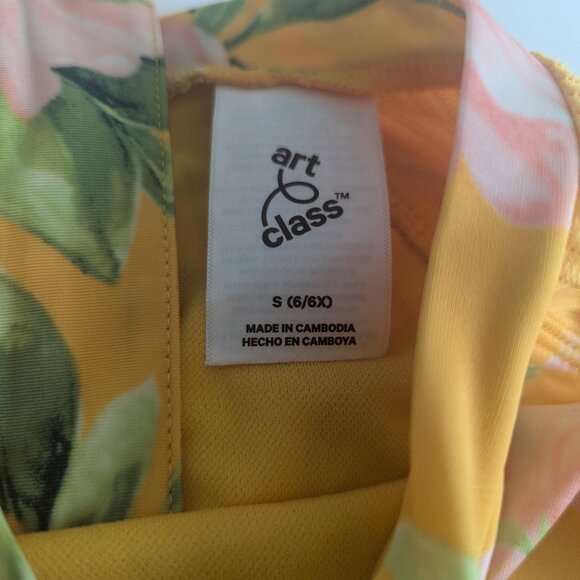 art
class™
S (6/6X)
MADE IN CAMBODIA
HECHO EN CAMBOYA